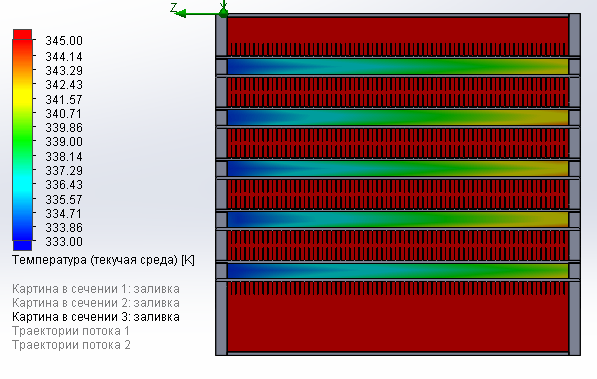 Z
Y
345.00
344.14
343.29
342.43
341.57
340.71
339.86
339.00
338.14
337.29
336.43
335.57
334.71
333.86
333.00
Температура (текучая среда) [K]
Картина в сечении 1: заливка
Картина в сечении 2: заливка
Картина в сечении 3: заливка
Траектории потока 1
Траектории потока 2